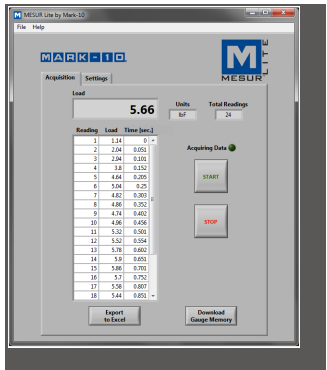 MESUR Lite by Mark-10
File Help
MARK-10
M
LITE
MESUR
Acquisition Settings
Load
5.66
Units
lbF
Total Readings
24
Reading Load Time [sec.]
1 1.14 0
2 2.04 0.051
3 2.94 0.101
4 3.8 0.152
5 4.64 0.205
6 5.04 0.25
7 4.82 0.303
8 4.86 0.352
9 4.74 0.402
10 4.96 0.456
11 5.32 0.501
12 5.52 0.554
13 5.78 0.602
14 5.9 0.651
15 5.86 0.701
16 5.7 0.752
17 5.58 0.807
18 5.44 0.851
Acquiring Data
START
STOP
Export
to Excel
Download
Gauge Memory